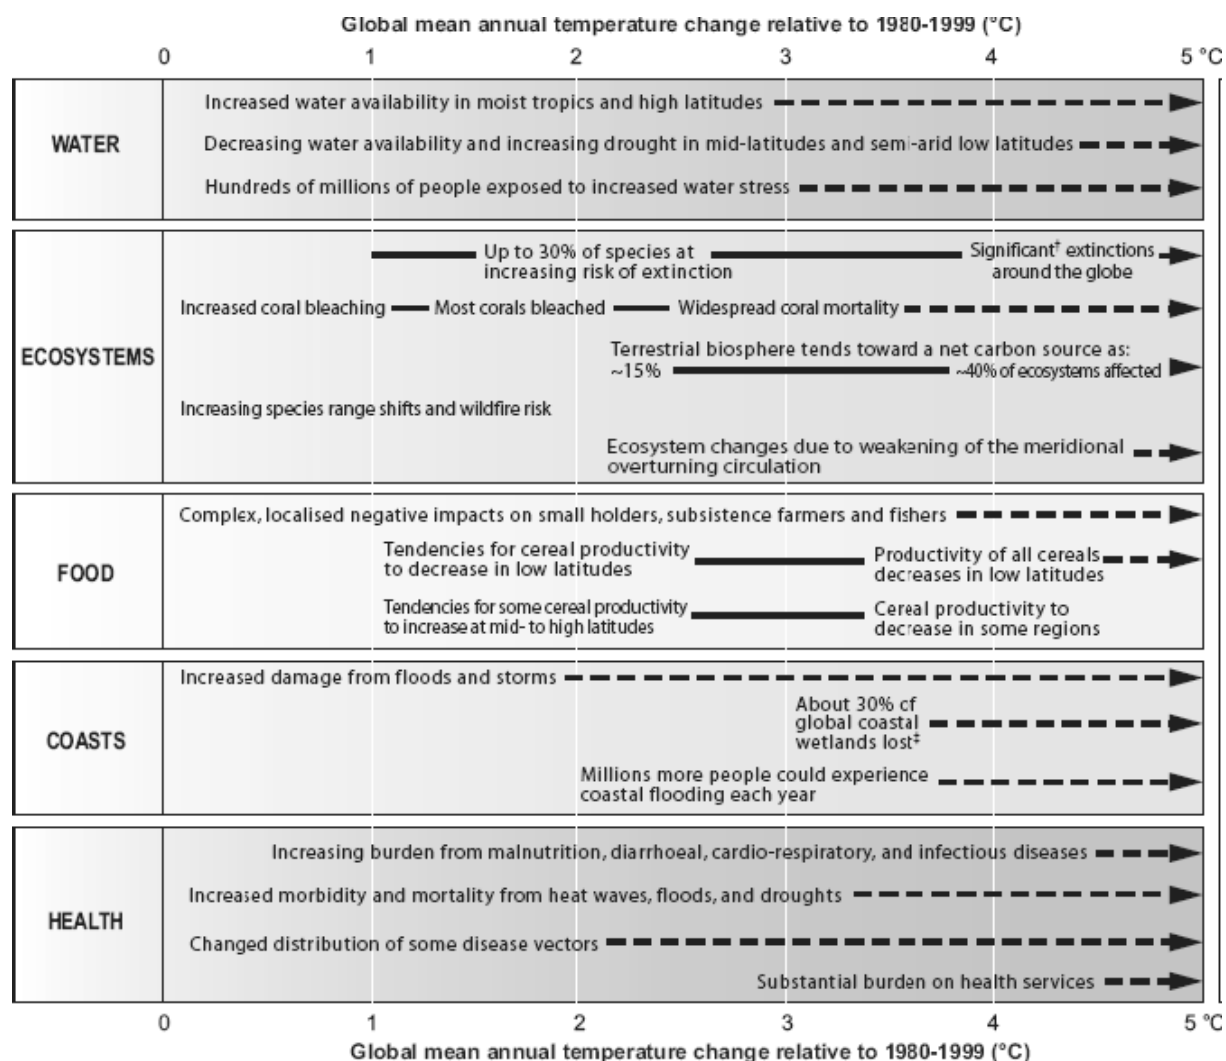 Global mean annual temperature change relative to 1980-1999 (°C)
0 1 2 3 4 5 °C
WATER
Increased water availability in moist tropics and high latitudes
Decreasing water availability and increasing drought in mid-latitudes and semi-arid low latitudes
Hundreds of millions of people exposed to increased water stress
ECOSYSTEMS
Up to 30% of species at
increasing risk of extinction
Significant† extinctions
around the globe
Increased coral bleaching Most corals bleached Widespread coral mortality
Terrestrial biosphere tends toward a net carbon source as:
~15% ~40% of ecosystems affected
Increasing species range shifts and wildfire risk
Ecosystem changes due to weakening of the meridional
overturning circulation
FOOD
Complex, localised negative impacts on small holders, subsistence farmers and fishers
Tendencies for cereal productivity
to decrease in low latitudes
Productivity of all cereals
decreases in low latitudes
Tendencies for some cereal productivity
to increase at mid- to high latitudes
Cereal productivity to
decrease in some regions
COASTS
Increased damage from floods and storms
About 30% of
global coastal
wetlands lost‡
Millions more people could experience
coastal flooding each year
HEALTH
Increasing burden from malnutrition, diarrhoeal, cardio-respiratory, and infectious diseases
Increased morbidity and mortality from heat waves, floods, and droughts
Changed distribution of some disease vectors
Substantial burden on health services
0 1 2 3 4 5 °C
Global mean annual temperature change relative to 1980-1999 (°C)